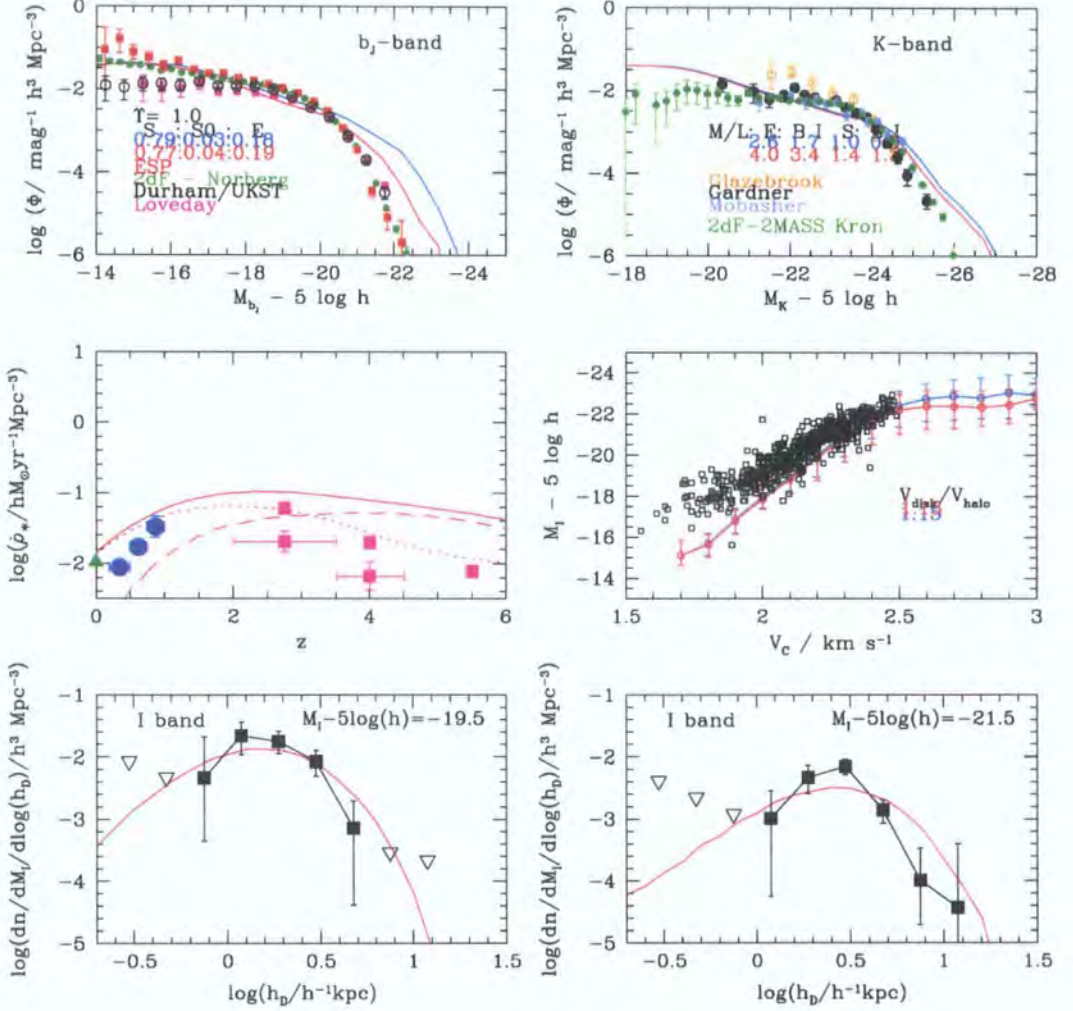 b_J-band
log (Φ/ mag⁻¹ h³ Mpc⁻³)
0
−2
−4
−6
Υ= 1.0
S : S0 : E
0.79:0.03:0.18
0.77:0.04:0.19
ESP
2dF - Norberg
Durham/UKST
Loveday
−14 −16 −18 −20 −22 −24
M_bJ − 5 log h
K-band
log (Φ/ mag⁻¹ h³ Mpc⁻³)
0
−2
−4
−6
M/L: E: B.I S:
2.6 1.7 1.0
4.0 3.4 1.4
Glazebrook
Gardner
Mobasher
2dF-2MASS Kron
−18 −20 −22 −24 −26 −28
M_K − 5 log h
log(ρ̇_*/hM_⊙yr⁻¹Mpc⁻³)
1
0
−1
−2
0 2 4 6
z
M_I − 5 log h
−24
−22
−20
−18
−16
−14
V_disk/V_halo
1.15
1.5 2 2.5 3
V_C / km s⁻¹
log(dn/dM_I/dlog(h_D)/h³ Mpc⁻³)
−1
−2
−3
−4
−5
I band M_I−5log(h)=−19.5
−0.5 0 0.5 1 1.5
log(h_D/h⁻¹kpc)
log(dn/dM_I/dlog(h_D)/h³ Mpc⁻³)
−1
−2
−3
−4
−5
I band M_I−5log(h)=−21.5
−0.5 0 0.5 1 1.5
log(h_D/h⁻¹kpc)